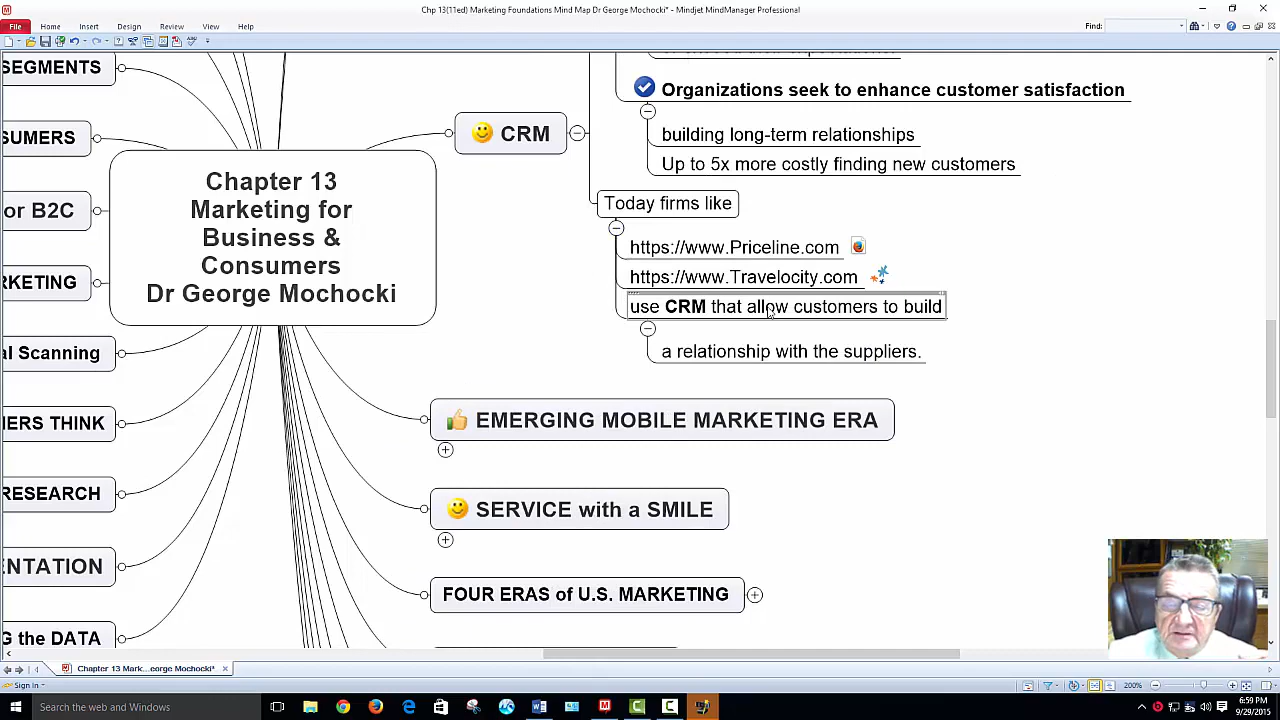 Chp 13(11ed) Marketing Foundations Mind Map Dr George Mochocki* - Mindjet MindManager Professional
File Home Insert Design Review View Help Find:
SEGMENTS
SUMERS
or B2C
RKETING
al Scanning
IERS THINK
RESEARCH
ENTATION
G the DATA
Chapter 13
Marketing for
Business &
Consumers
Dr George Mochocki
CRM
Organizations seek to enhance customer satisfaction
building long-term relationships
Up to 5x more costly finding new customers
Today firms like
https://www.Priceline.com
https://www.Travelocity.com
use CRM that allow customers to build
a relationship with the suppliers.
EMERGING MOBILE MARKETING ERA
SERVICE with a SMILE
FOUR ERAS of U.S. MARKETING
Chapter 13 Mark...eorge Mochocki*
Sign In
200%
Search the web and Windows
6:59 PM
9/29/2015